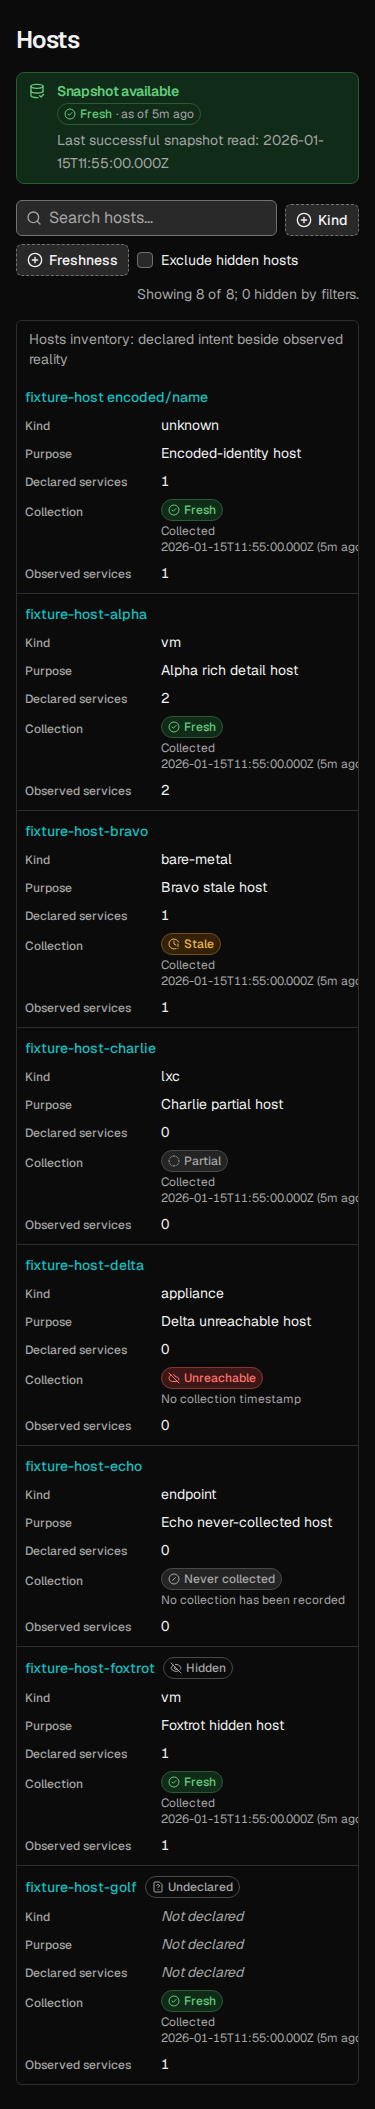 Hosts
Snapshot available
Fresh · as of 5m ago
Last successful snapshot read: 2026-01-
15T11:55:00.000Z
Search hosts...
Kind
Freshness
Exclude hidden hosts
Showing 8 of 8; 0 hidden by filters.
Hosts inventory: declared intent beside observed
reality
fixture-host encoded/name
Kind unknown
Purpose Encoded-identity host
Declared services 1
Collection Fresh
Collected
2026-01-15T11:55:00.000Z (5m ago
Observed services 1
fixture-host-alpha
Kind vm
Purpose Alpha rich detail host
Declared services 2
Collection Fresh
Collected
2026-01-15T11:55:00.000Z (5m ago
Observed services 2
fixture-host-bravo
Kind bare-metal
Purpose Bravo stale host
Declared services 1
Collection Stale
Collected
2026-01-15T11:55:00.000Z (5m ago
Observed services 1
fixture-host-charlie
Kind lxc
Purpose Charlie partial host
Declared services 0
Collection Partial
Collected
2026-01-15T11:55:00.000Z (5m ago
Observed services 0
fixture-host-delta
Kind appliance
Purpose Delta unreachable host
Declared services 0
Collection Unreachable
No collection timestamp
Observed services 0
fixture-host-echo
Kind endpoint
Purpose Echo never-collected host
Declared services 0
Collection Never collected
No collection has been recorded
Observed services 0
fixture-host-foxtrot Hidden
Kind vm
Purpose Foxtrot hidden host
Declared services 1
Collection Fresh
Collected
2026-01-15T11:55:00.000Z (5m ago
Observed services 1
fixture-host-golf Undeclared
Kind Not declared
Purpose Not declared
Declared services Not declared
Collection Fresh
Collected
2026-01-15T11:55:00.000Z (5m ago
Observed services 1